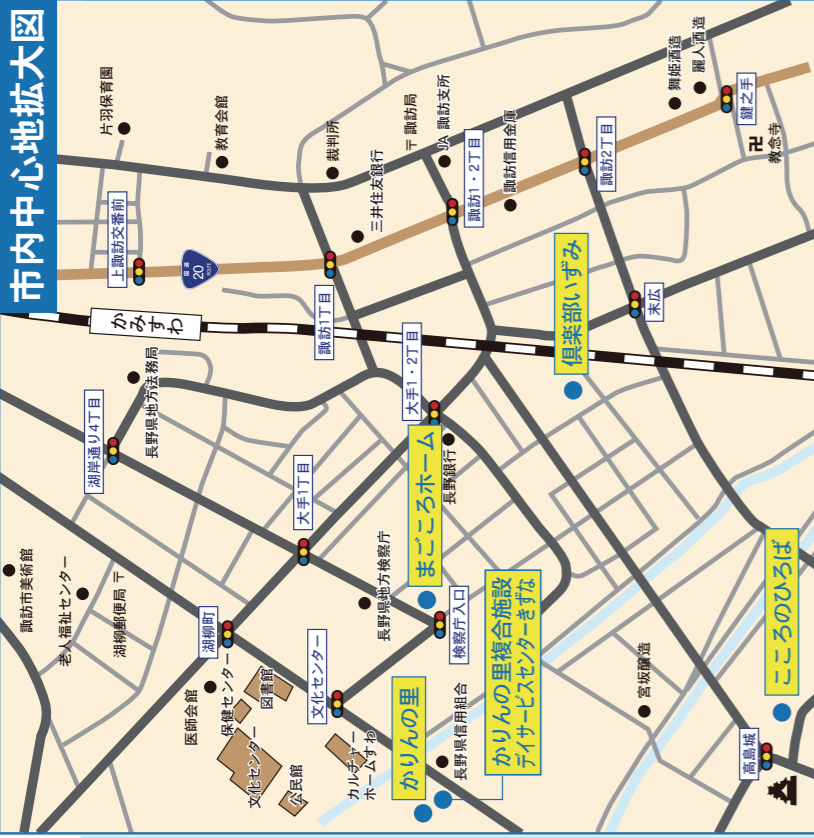 市内中心地拡大図
片羽保育園
教育会館
裁判所
〒諏訪局
JA 諏訪支所
舞姫酒造
麗人酒造
三井住友銀行
諏訪信用金庫
鍵之手
卍
教念寺
上諏訪交番前
国道
20
ROUTE
諏訪1・2丁目
諏訪2丁目
かみすわ
諏訪1丁目
大手1・2丁目
倶楽部いずみ
末広
長野県地方法務局
湖岸通り4丁目
大手1丁目
まごころホーム
長野銀行
諏訪市美術館
老人福祉センター
湖柳郵便局〒
湖柳町
長野県地方検察庁
検察庁入口
かりんの里複合施設
デイサービスセンターきずな
こころのひろば
医師会館
保健センター
図書館
文化センター
文化センター
公民館
カルチャー
ホームすわ
かりんの里
長野県信用組合
宮坂醸造
高島城